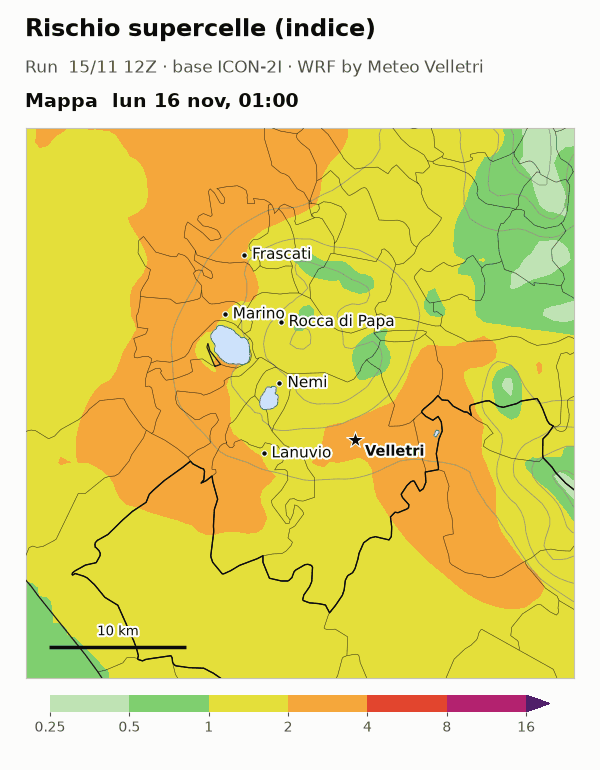 Rischio supercelle (indice)
Run  15/11 12Z · base ICON-2I · WRF by Meteo Velletri
Mappa  lun 16 nov, 01:00
Frascati
Marino
Rocca di Papa
Nemi
Velletri
Lanuvio
10 km
0.25 0.5 1 2 4 8 16